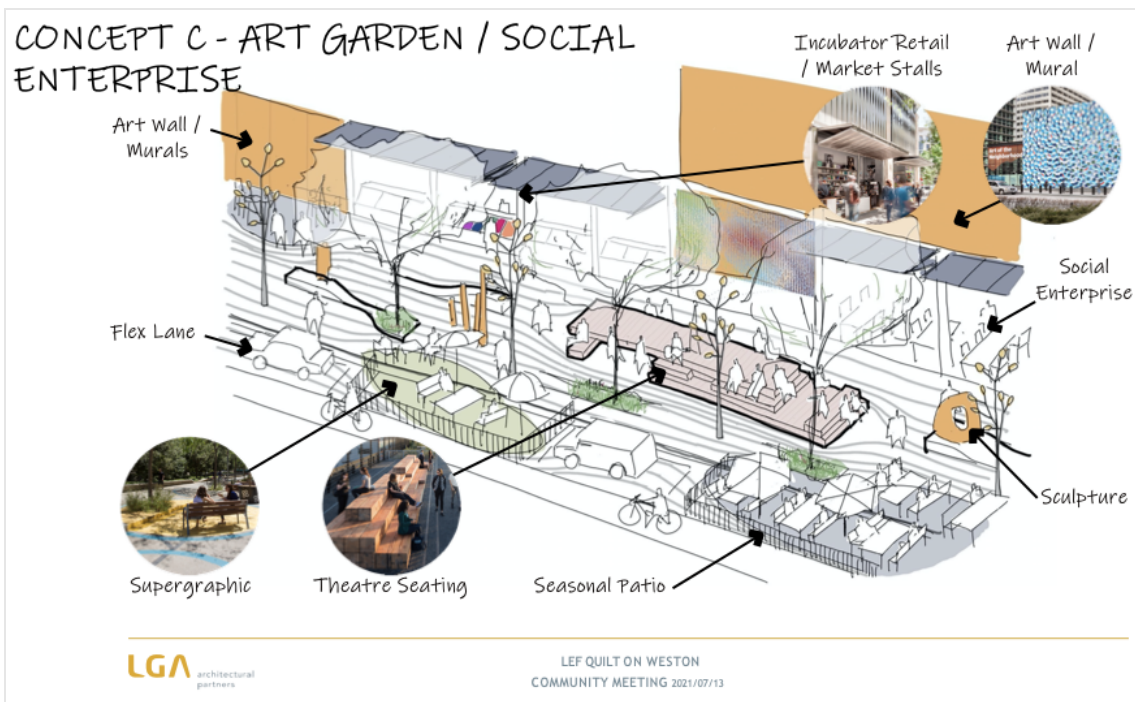 CONCEPT C - ART GARDEN / SOCIAL
ENTERPRISE
Incubator Retail
/ Market Stalls
Art Wall /
Mural
Art Wall /
Murals
Social
Enterprise
Flex Lane
Sculpture
Supergraphic
Theatre Seating
Seasonal Patio
LGA architectural
partners
LEF QUILT ON WESTON
COMMUNITY MEETING 2021/07/13